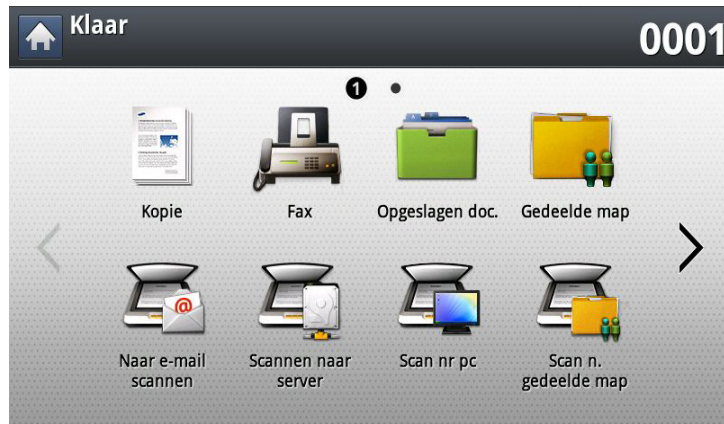 Klaar
0001
1
Kopie
Fax
Opgeslagen doc.
Gedeelde map
Naar e-mail
scannen
Scannen naar
server
Scan nr pc
Scan n.
gedeelde map